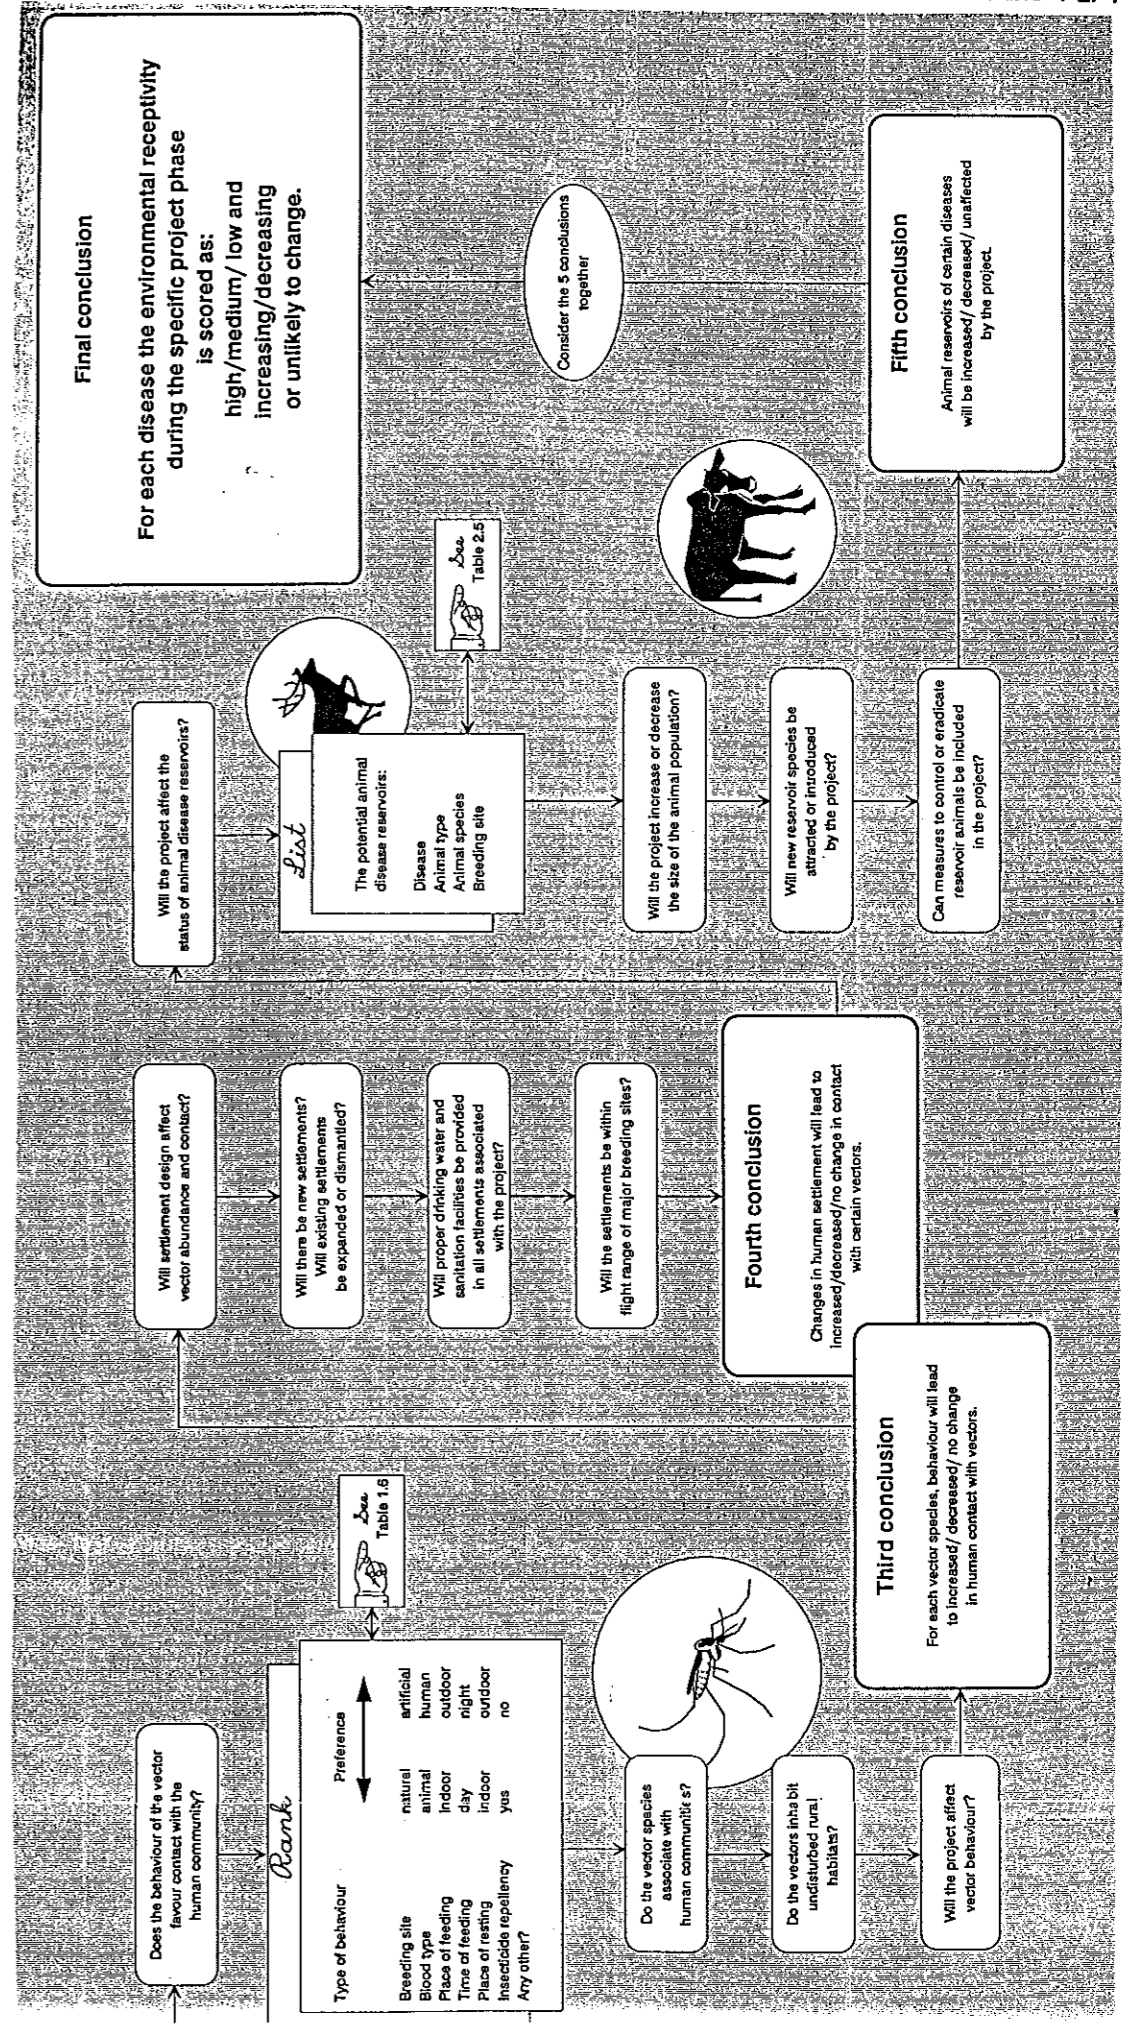 Does the behaviour of the vector
favour contact with the
human community?
Rank
Type of behaviour
Preference
Breeding site natural artificial
Blood type animal human
Place of feeding indoor outdoor
Time of feeding day night
Place of resting indoor outdoor
Insecticide repellency yes no
Any other?
See
Table 1.6
Do the vector species
associate with
human communities?
Do the vectors inhabit
undisturbed rural
habitats?
Will the project affect
vector behaviour?
Third conclusion
For each vector species, behaviour will lead
to increased/ decreased/ no change
in human contact with vectors.
Will settlement design affect
vector abundance and contact?
Will there be new settlements?
Will existing settlements
be expanded or dismantled?
Will proper drinking water and
sanitation facilities be provided
in all settlements associated
with the project?
Will the settlements be within
flight range of major breeding sites?
Fourth conclusion
Changes in human settlement will lead to
increased/decreased/no change in contact
with certain vectors.
Will the project affect the
status of animal disease reservoirs?
List
The potential animal
disease reservoirs:
Disease
Animal type
Animal species
Breeding site
See
Table 2.5
Will the project increase or decrease
the size of the animal population?
Will new reservoir species be
attracted or introduced
by the project?
Can measures to control or eradicate
reservoir animals be included
in the project?
Fifth conclusion
Animal reservoirs of certain diseases
will be increased/ decreased/ unaffected
by the project.
Consider the 5 conclusions
together
Final conclusion
For each disease the environmental receptivity
during the specific project phase
is scored as:
high/medium/ low and
increasing/decreasing
or unlikely to change.